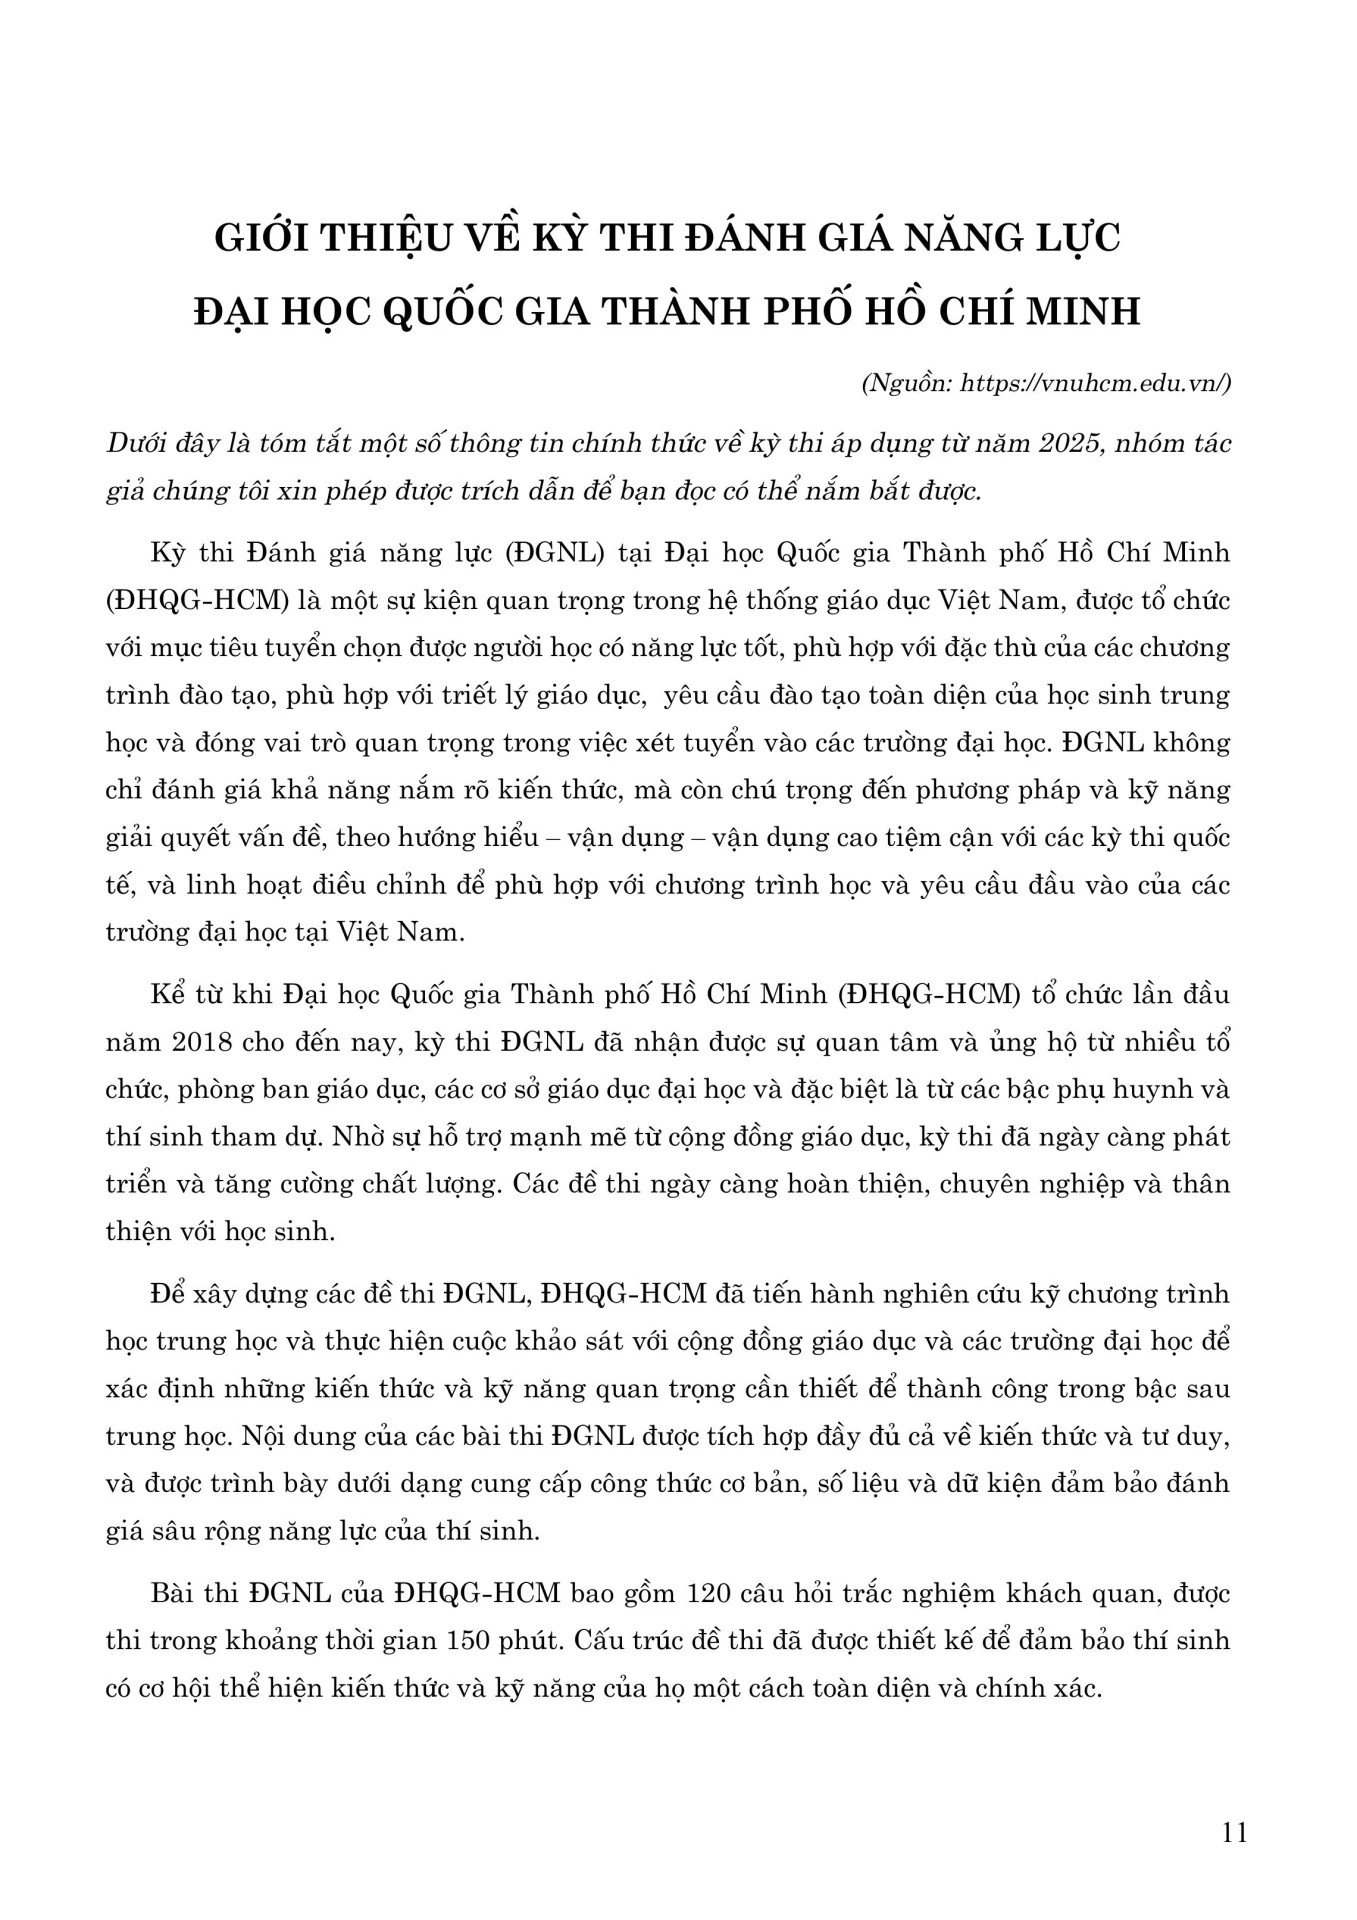 GIỚI THIỆU VỀ KỲ THI ĐÁNH GIÁ NĂNG LỰC
ĐẠI HỌC QUỐC GIA THÀNH PHỐ HỒ CHÍ MINH
(Nguồn: https://vnuhcm.edu.vn/)
Dưới đây là tóm tắt một số thông tin chính thức về kỳ thi áp dụng từ năm 2025, nhóm tác
giả chúng tôi xin phép được trích dẫn để bạn đọc có thể nắm bắt được.
Kỳ thi Đánh giá năng lực (ĐGNL) tại Đại học Quốc gia Thành phố Hồ Chí Minh
(ĐHQG-HCM) là một sự kiện quan trọng trong hệ thống giáo dục Việt Nam, được tổ chức
với mục tiêu tuyển chọn được người học có năng lực tốt, phù hợp với đặc thù của các chương
trình đào tạo, phù hợp với triết lý giáo dục,  yêu cầu đào tạo toàn diện của học sinh trung
học và đóng vai trò quan trọng trong việc xét tuyển vào các trường đại học. ĐGNL không
chỉ đánh giá khả năng nắm rõ kiến thức, mà còn chú trọng đến phương pháp và kỹ năng
giải quyết vấn đề, theo hướng hiểu – vận dụng – vận dụng cao tiệm cận với các kỳ thi quốc
tế, và linh hoạt điều chỉnh để phù hợp với chương trình học và yêu cầu đầu vào của các
trường đại học tại Việt Nam.
Kể từ khi Đại học Quốc gia Thành phố Hồ Chí Minh (ĐHQG-HCM) tổ chức lần đầu
năm 2018 cho đến nay, kỳ thi ĐGNL đã nhận được sự quan tâm và ủng hộ từ nhiều tổ
chức, phòng ban giáo dục, các cơ sở giáo dục đại học và đặc biệt là từ các bậc phụ huynh và
thí sinh tham dự. Nhờ sự hỗ trợ mạnh mẽ từ cộng đồng giáo dục, kỳ thi đã ngày càng phát
triển và tăng cường chất lượng. Các đề thi ngày càng hoàn thiện, chuyên nghiệp và thân
thiện với học sinh.
Để xây dựng các đề thi ĐGNL, ĐHQG-HCM đã tiến hành nghiên cứu kỹ chương trình
học trung học và thực hiện cuộc khảo sát với cộng đồng giáo dục và các trường đại học để
xác định những kiến thức và kỹ năng quan trọng cần thiết để thành công trong bậc sau
trung học. Nội dung của các bài thi ĐGNL được tích hợp đầy đủ cả về kiến thức và tư duy,
và được trình bày dưới dạng cung cấp công thức cơ bản, số liệu và dữ kiện đảm bảo đánh
giá sâu rộng năng lực của thí sinh.
Bài thi ĐGNL của ĐHQG-HCM bao gồm 120 câu hỏi trắc nghiệm khách quan, được
thi trong khoảng thời gian 150 phút. Cấu trúc đề thi đã được thiết kế để đảm bảo thí sinh
có cơ hội thể hiện kiến thức và kỹ năng của họ một cách toàn diện và chính xác.
11